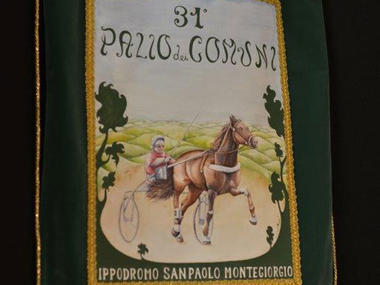 31°
PALIO dei COMUNI
IPPODROMO SAN PAOLO MONTEGIORGIO